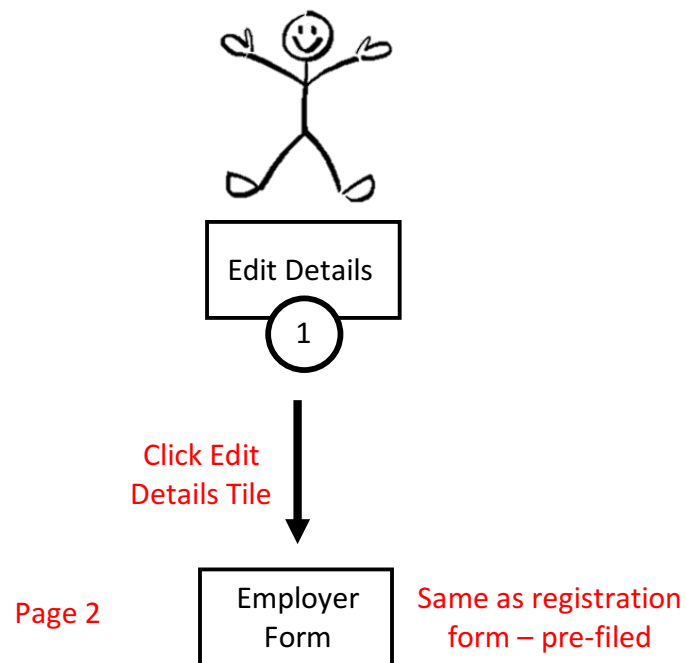 Edit Details
1
Click Edit
Details Tile
Page 2
Employer
Form
Same as registration
form – pre-filed